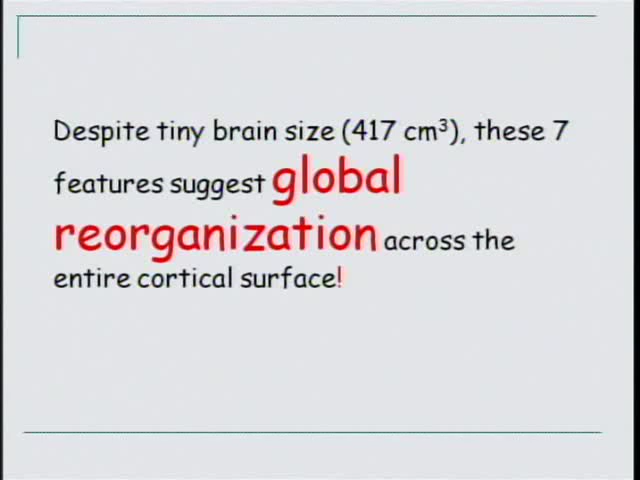 Despite tiny brain size (417 cm³), these 7
features suggest global
reorganization across the
entire cortical surface!